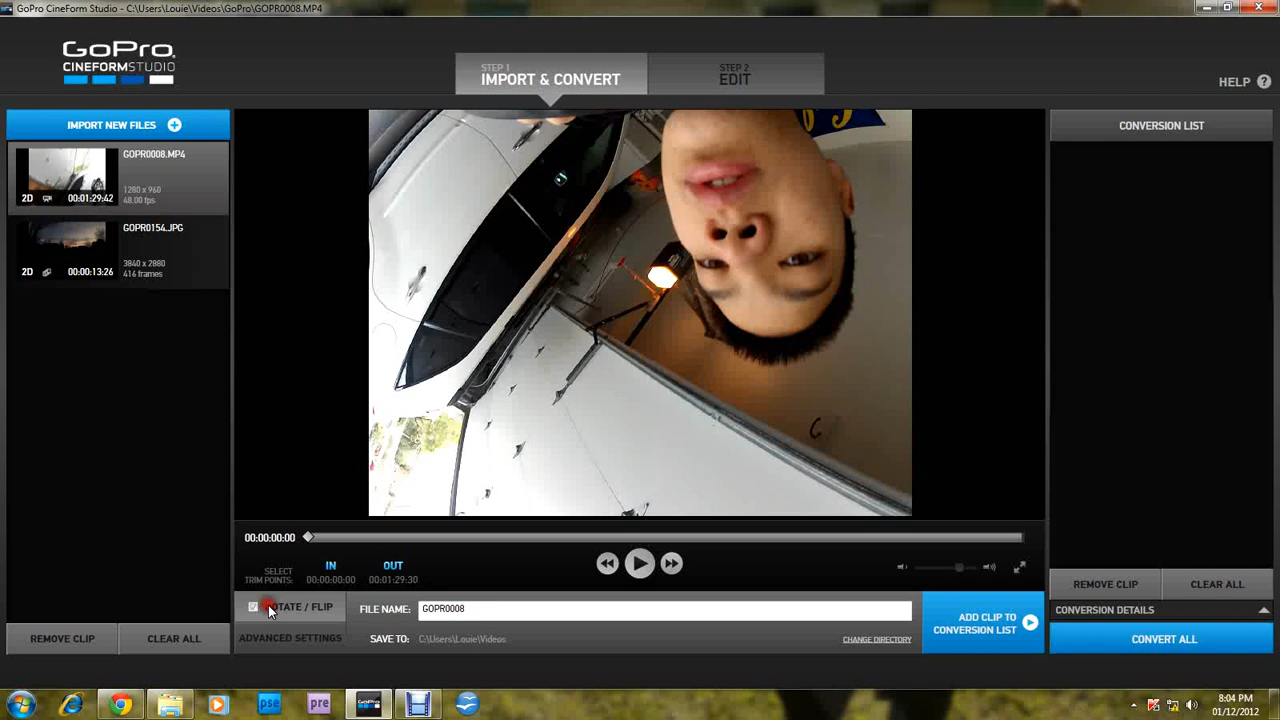 GoPro CineForm Studio - C:\Users\Louie\Videos\GoPro\GOPR0008.MP4
GoPro.
CINEFORMSTUDIO
STEP 1
IMPORT & CONVERT
STEP 2
EDIT
HELP ?
IMPORT NEW FILES +
GOPR0008.MP4
1280 x 960
48.00 fps
2D 00:01:29:42
GOPR0154.JPG
3840 x 2880
416 frames
2D 00:00:13:26
CONVERSION LIST
00:00:00:00
SELECT
TRIM POINTS:
IN
00:00:00:00
OUT
00:01:29:30
/ FLIP
ADVANCED SETTINGS
FILE NAME: GOPR0008
SAVE TO: C:\Users\Louie\Videos
CHANGE DIRECTORY
ADD CLIP TO
CONVERSION LIST
REMOVE CLIP
CLEAR ALL
CONVERSION DETAILS
CONVERT ALL
REMOVE CLIP
CLEAR ALL
pse
pre
GoPro
8:04 PM
01/12/2012